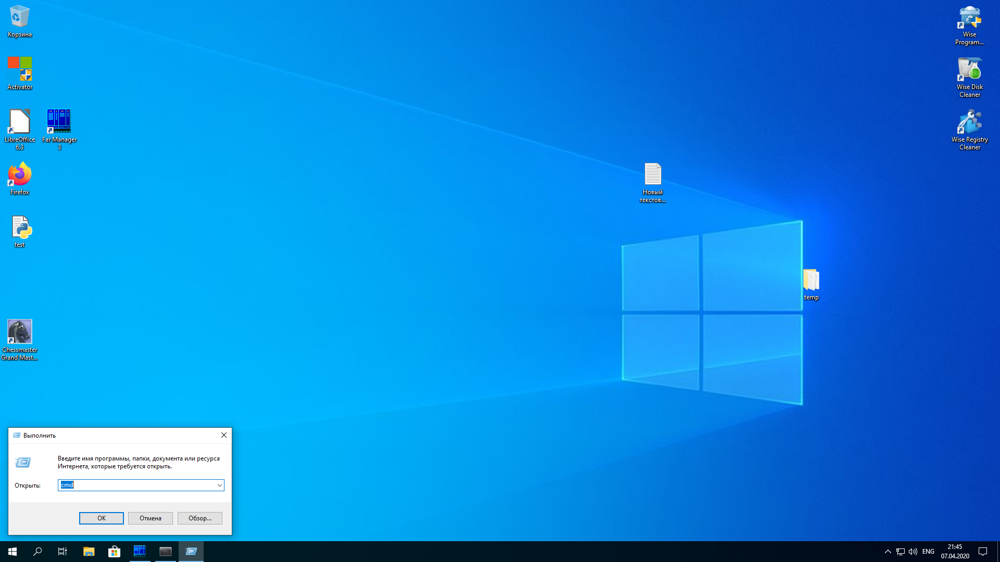 Корзина
Activator
LibreOffice
6.3
Far Manager
3
Firefox
test
Chessmaster
Grand Mast...
Новый
текстов...
temp
Wise
Program...
Wise Disk
Cleaner
Wise Registry
Cleaner
Выполнить
Введите имя программы, папки, документа или ресурса
Интернета, которые требуется открыть.
Открыть:
cmd
ОК
Отмена
Обзор...
ENG
21:45
07.04.2020